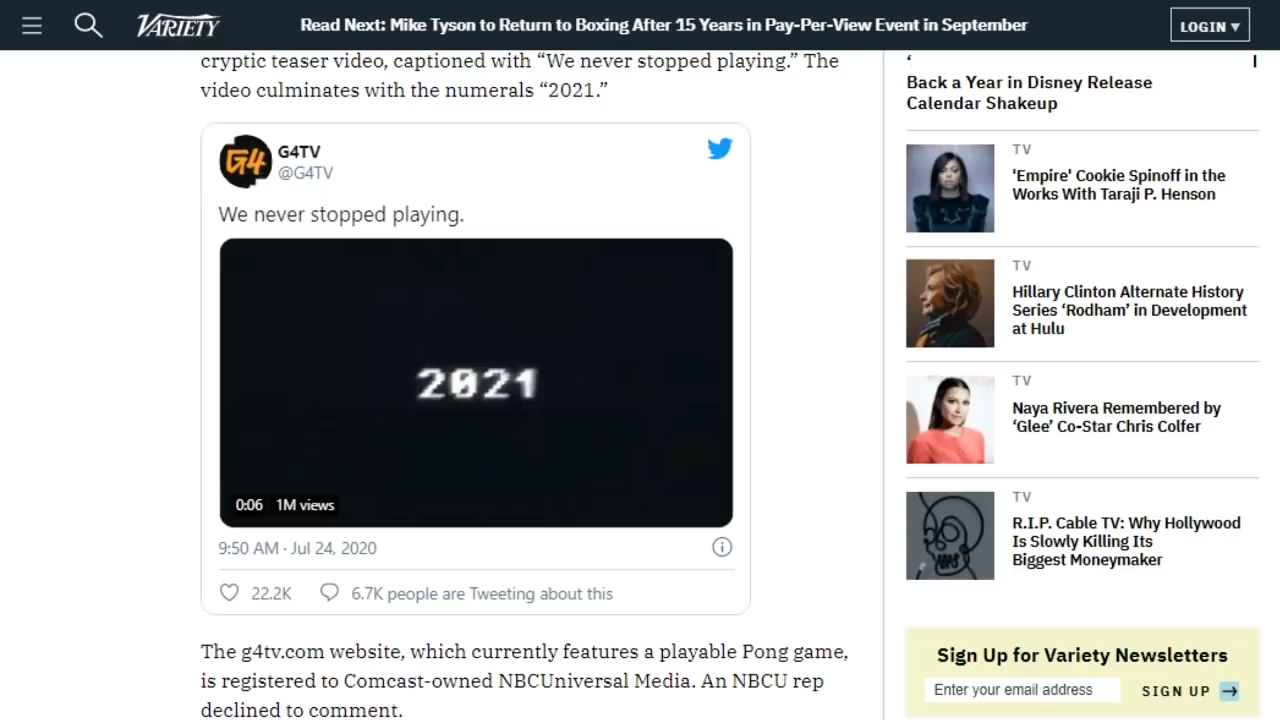 VARIETY
Read Next: Mike Tyson to Return to Boxing After 15 Years in Pay-Per-View Event in September
LOGIN ▾
cryptic teaser video, captioned with “We never stopped playing.” The
video culminates with the numerals “2021.”
G4
G4TV
@G4TV
We never stopped playing.
2021
0:06 1M views
9:50 AM · Jul 24, 2020
22.2K 6.7K people are Tweeting about this
The g4tv.com website, which currently features a playable Pong game,
is registered to Comcast-owned NBCUniversal Media. An NBCU rep
declined to comment.
Back a Year in Disney Release
Calendar Shakeup
TV
'Empire' Cookie Spinoff in the
Works With Taraji P. Henson
TV
Hillary Clinton Alternate History
Series ‘Rodham’ in Development
at Hulu
TV
Naya Rivera Remembered by
‘Glee’ Co-Star Chris Colfer
TV
R.I.P. Cable TV: Why Hollywood
Is Slowly Killing Its
Biggest Moneymaker
Sign Up for Variety Newsletters
Enter your email address SIGN UP →